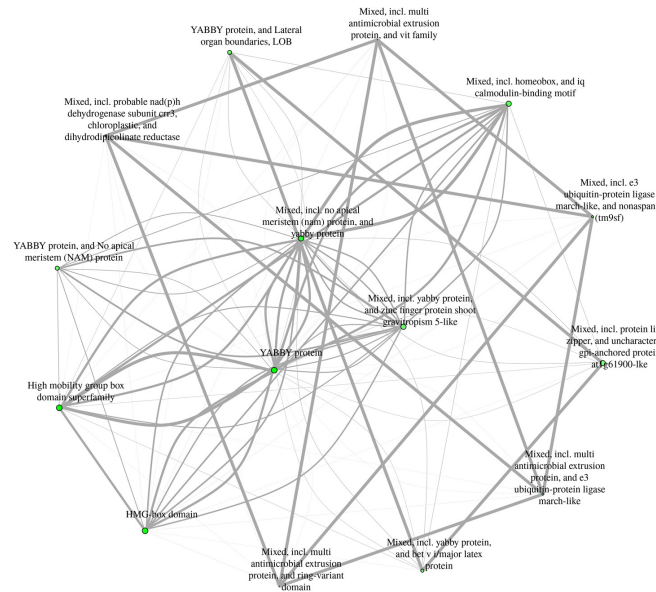 Mixed, incl. multi
antimicrobial extrusion
protein, and vit family
YABBY protein, and Lateral
organ boundaries, LOB
Mixed, incl. homeobox, and iq
calmodulin-binding motif
Mixed, incl. probable nad(p)h
dehydrogenase subunit crr3,
chloroplastic, and
dihydrodipicolinate reductase
Mixed, incl. e3
ubiquitin-protein ligase
march-like, and nonaspan
(tm9sf)
Mixed, incl. no apical
meristem (nam) protein, and
yabby protein
YABBY protein, and No apical
meristem (NAM) protein
Mixed, incl. yabby protein,
and zinc finger protein shoot
gravitropism 5-like
Mixed, incl. protein li
zipper, and uncharacter
gpi-anchored protein
at1g61900-like
YABBY protein
High mobility group box
domain superfamily
Mixed, incl. multi
antimicrobial extrusion
protein, and e3
ubiquitin-protein ligase
march-like
HMG-box domain
Mixed, incl. yabby protein,
and bet v i/major latex
protein
Mixed, incl. multi
antimicrobial extrusion
protein, and ring-variant
domain